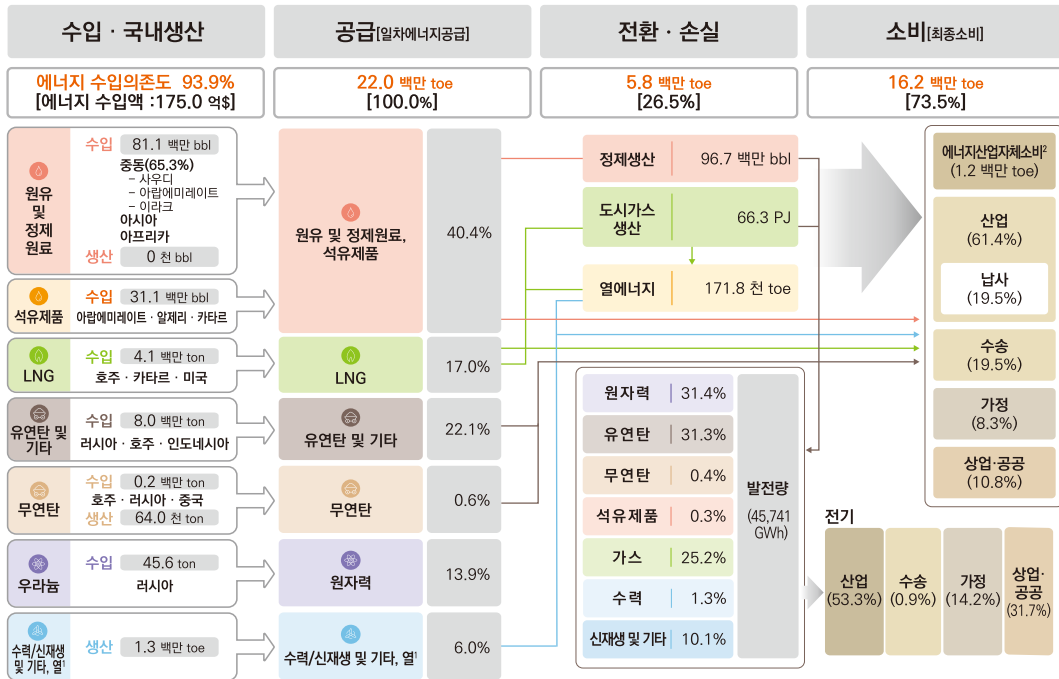 수입 · 국내생산
공급[일차에너지공급]
전환 · 손실
소비[최종소비]
에너지 수입의존도 93.9%
[에너지 수입액 :175.0 억$]
22.0 백만 toe
[100.0%]
5.8 백만 toe
[26.5%]
16.2 백만 toe
[73.5%]
원유
및
정제
원료
수입 81.1 백만 bbl
중동(65.3%)
– 사우디
– 아랍에미레이트
– 이라크
아시아
아프리카
생산 0 천 bbl
석유제품
수입 31.1 백만 bbl
아랍에미레이트 · 알제리 · 카타르
LNG
수입 4.1 백만 ton
호주 · 카타르 · 미국
유연탄 및
기타
수입 8.0 백만 ton
러시아 · 호주 · 인도네시아
무연탄
수입 0.2 백만 ton
호주 · 러시아 · 중국
생산 64.0 천 ton
우라늄
수입 45.6 ton
러시아
수력/신재생
및 기타, 열¹
생산 1.3 백만 toe
원유 및 정제원료,
석유제품
40.4%
LNG
17.0%
유연탄 및 기타
22.1%
무연탄
0.6%
원자력
13.9%
수력/신재생 및 기타, 열¹
6.0%
정제생산 96.7 백만 bbl
도시가스
생산
66.3 PJ
열에너지 171.8 천 toe
원자력 31.4%
유연탄 31.3%
무연탄 0.4%
석유제품 0.3%
가스 25.2%
수력 1.3%
신재생 및 기타 10.1%
발전량
(45,741
GWh)
에너지산업자체소비²
(1.2 백만 toe)
산업
(61.4%)
납사
(19.5%)
수송
(19.5%)
가정
(8.3%)
상업·공공
(10.8%)
전기
산업
(53.3%)
수송
(0.9%)
가정
(14.2%)
상업·
공공
(31.7%)